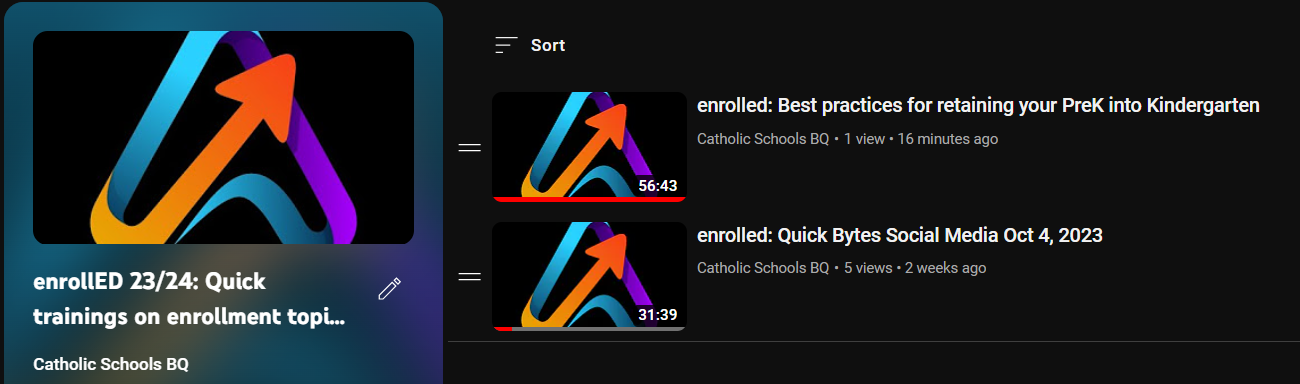 enrollED 23/24: Quick
trainings on enrollment topi...
Catholic Schools BQ
Sort
56:43
enrolled: Best practices for retaining your PreK into Kindergarten
Catholic Schools BQ • 1 view • 16 minutes ago
31:39
enrolled: Quick Bytes Social Media Oct 4, 2023
Catholic Schools BQ • 5 views • 2 weeks ago